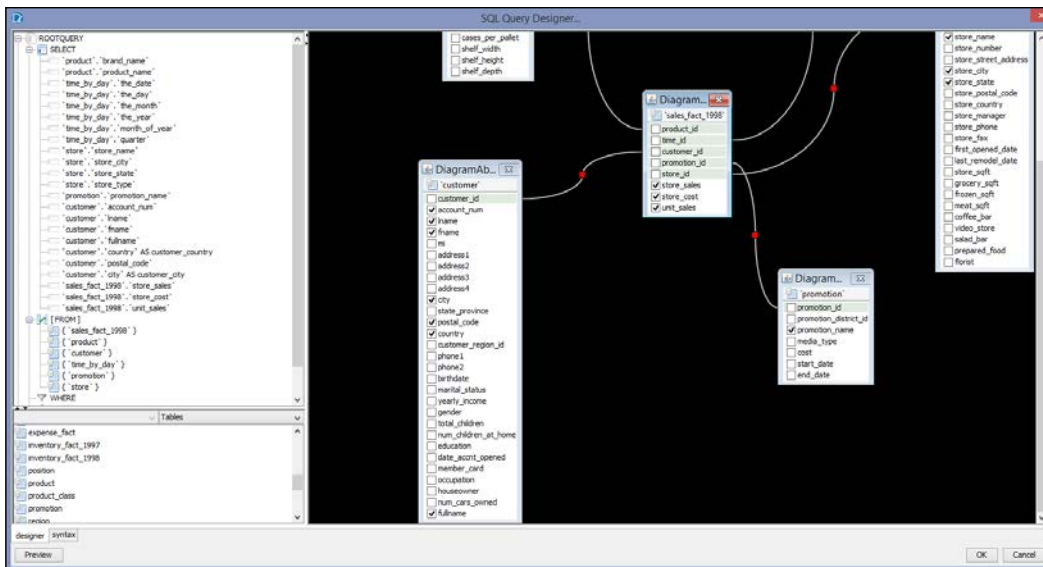 SQL Query Designer...
ROOTQUERY
SELECT
`product`.`brand_name`
`product`.`product_name`
`time_by_day`.`the_date`
`time_by_day`.`the_day`
`time_by_day`.`the_month`
`time_by_day`.`the_year`
`time_by_day`.`month_of_year`
`time_by_day`.`quarter`
`store`.`store_name`
`store`.`store_city`
`store`.`store_state`
`store`.`store_type`
`promotion`.`promotion_name`
`customer`.`account_num`
`customer`.`lname`
`customer`.`fname`
`customer`.`fullname`
`customer`.`country` AS customer_country
`customer`.`postal_code`
`customer`.`city` AS customer_city
`sales_fact_1998`.`store_sales`
`sales_fact_1998`.`store_cost`
`sales_fact_1998`.`unit_sales`
[FROM]
{ `sales_fact_1998` }
{ `product` }
{ `customer` }
{ `time_by_day` }
{ `promotion` }
{ `store` }
WHERE
Tables
expense_fact
inventory_fact_1997
inventory_fact_1998
position
product
product_class
promotion
region
cases_per_pallet
shelf_width
shelf_height
shelf_depth
DiagramAb...
`customer`
customer_id
account_num
lname
fname
mi
address1
address2
address3
address4
city
state_province
postal_code
country
customer_region_id
phone1
phone2
birthdate
marital_status
yearly_income
gender
total_children
num_children_at_home
education
date_accnt_opened
member_card
occupation
houseowner
num_cars_owned
fullname
Diagram...
`sales_fact_1998`
product_id
time_id
customer_id
promotion_id
store_id
store_sales
store_cost
unit_sales
Diagram...
`promotion`
promotion_id
promotion_district_id
promotion_name
media_type
cost
start_date
end_date
store_name
store_number
store_street_address
store_city
store_state
store_postal_code
store_country
store_manager
store_phone
store_fax
first_opened_date
last_remodel_date
store_sqft
grocery_sqft
frozen_sqft
meat_sqft
coffee_bar
video_store
salad_bar
prepared_food
florist
designer syntax
Preview
OK Cancel